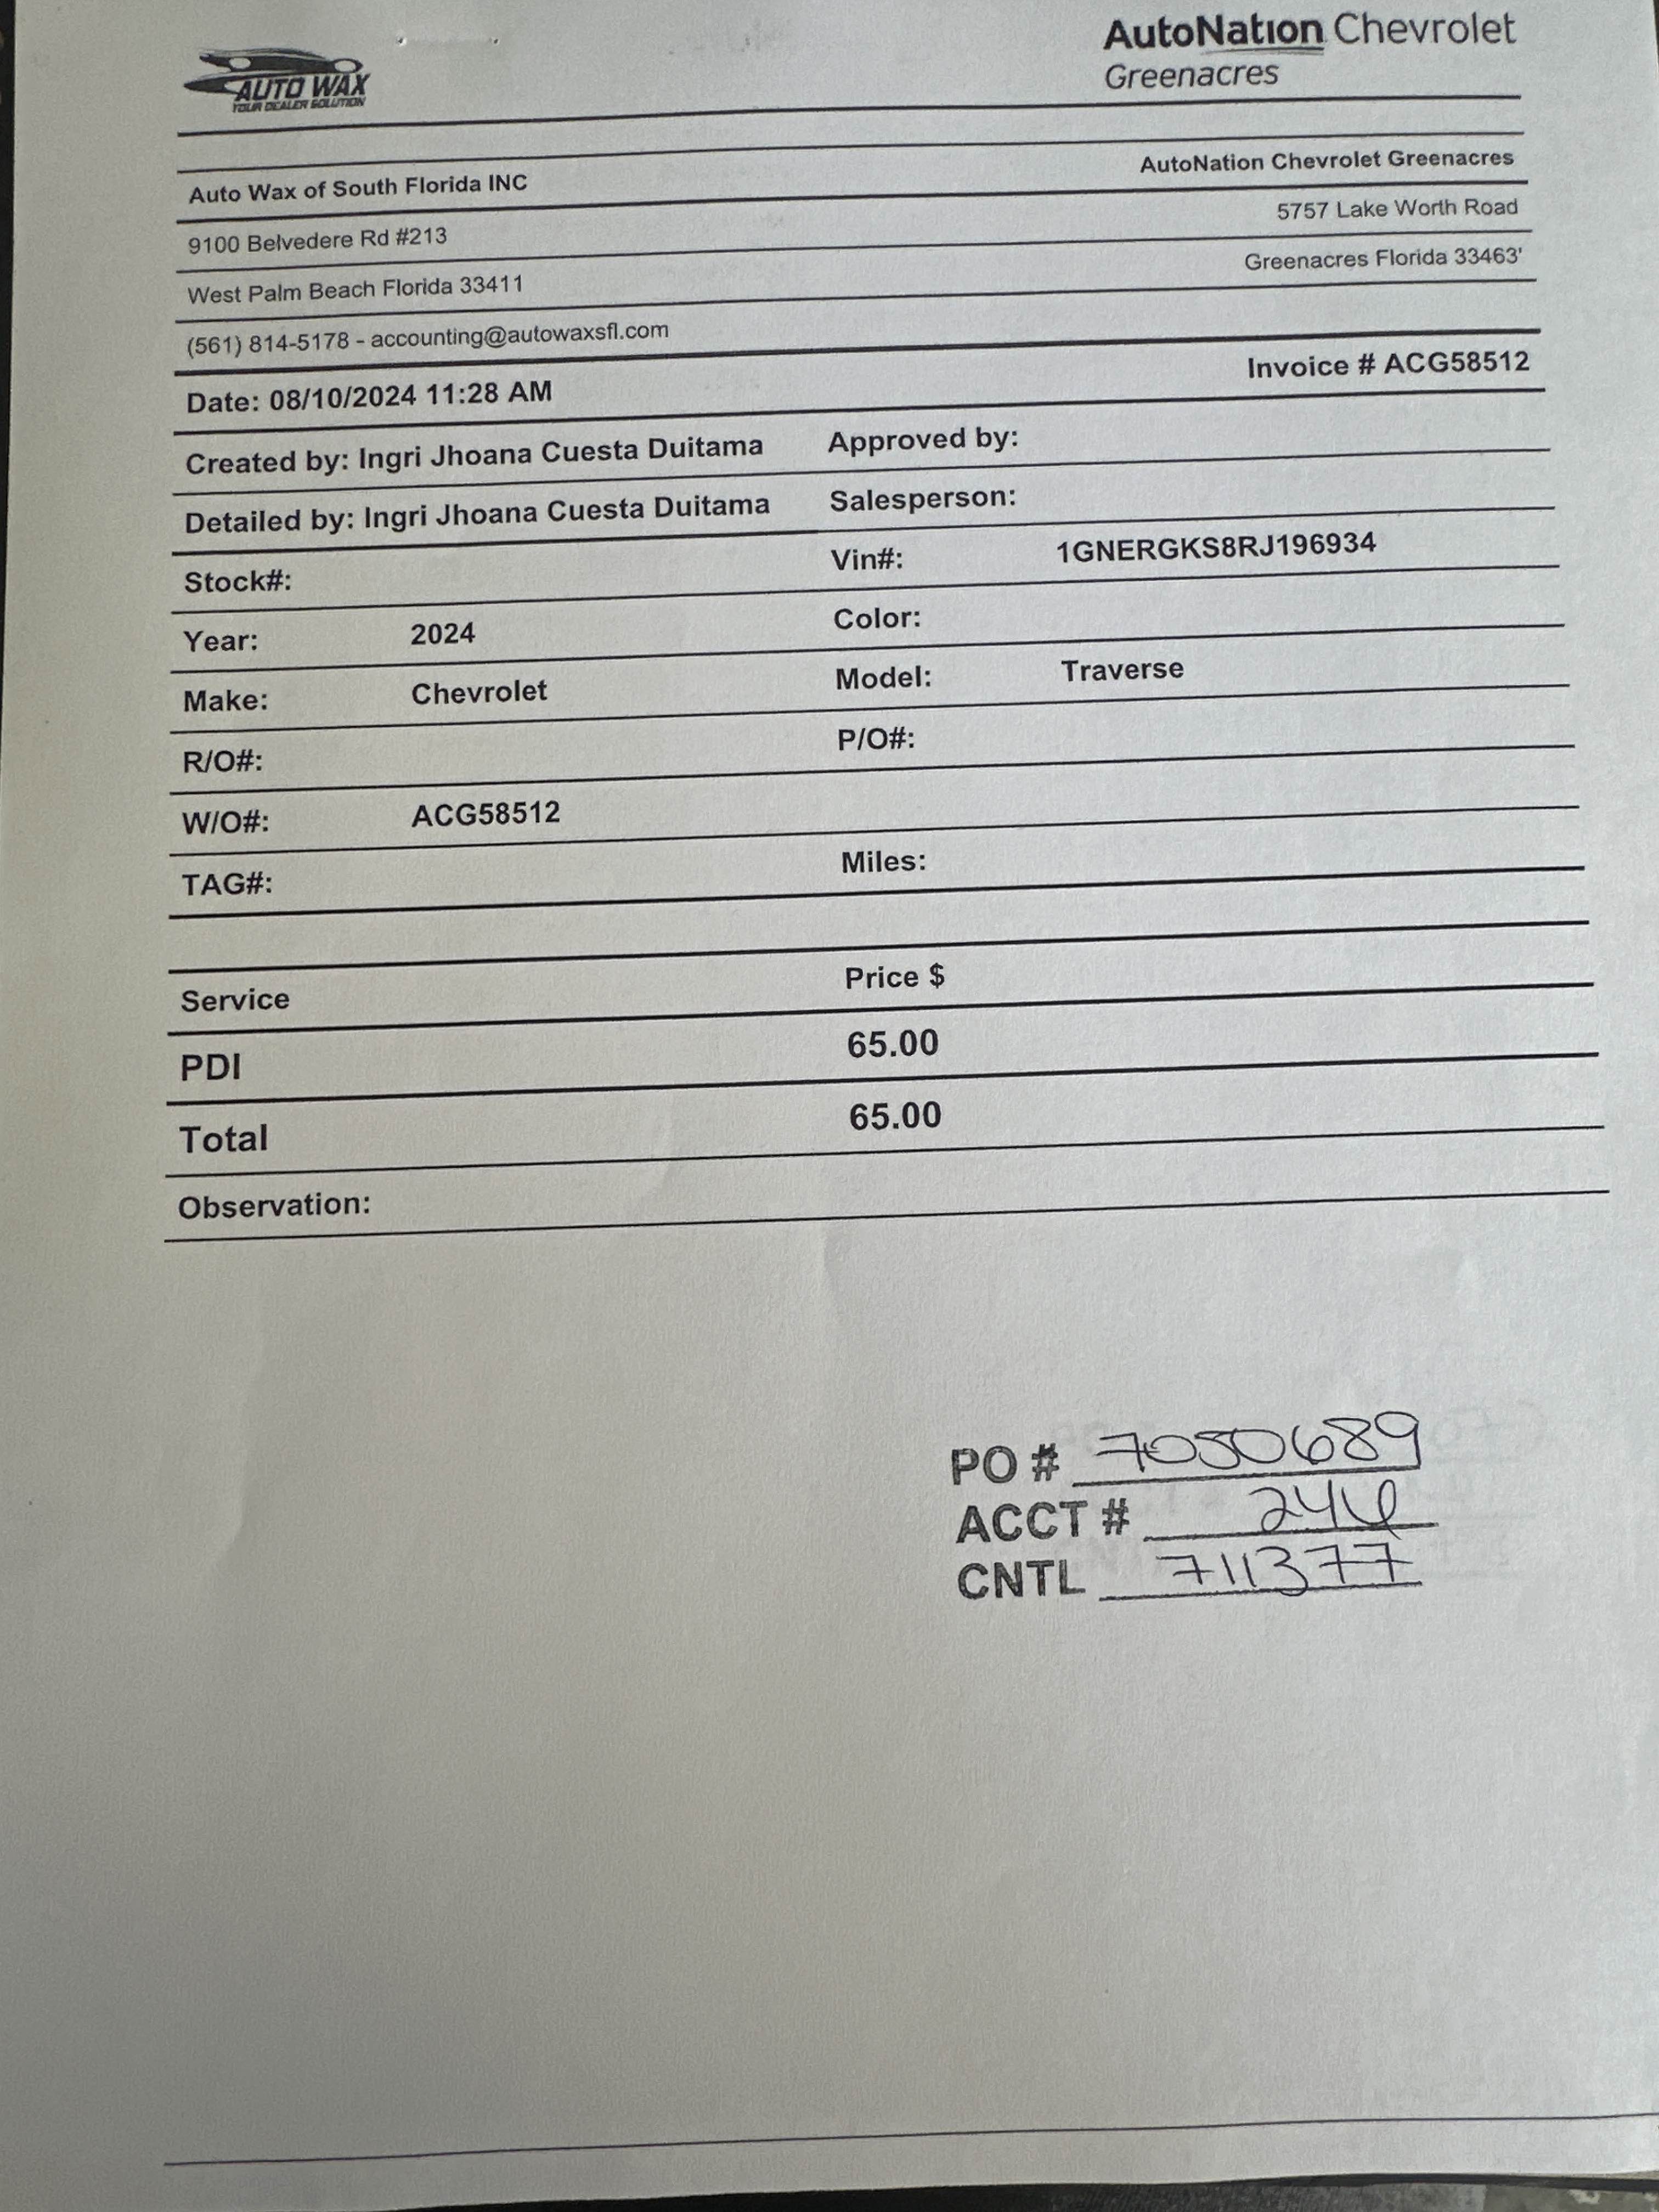 AUTO WAX
YOUR DEALER SOLUTION
AutoNation Chevrolet
Greenacres
Auto Wax of South Florida INC
AutoNation Chevrolet Greenacres
9100 Belvedere Rd #213
5757 Lake Worth Road
West Palm Beach Florida 33411
Greenacres Florida 33463'
(561) 814-5178 - accounting@autowaxsfl.com
Date: 08/10/2024 11:28 AM
Invoice # ACG58512
Created by: Ingri Jhoana Cuesta Duitama
Approved by:
Detailed by: Ingri Jhoana Cuesta Duitama
Salesperson:
Stock#:
Vin#: 1GNERGKS8RJ196934
Year: 2024
Color:
Make: Chevrolet
Model: Traverse
R/O#:
P/O#:
W/O#: ACG58512
TAG#:
Miles:
Service Price $
PDI 65.00
Total 65.00
Observation:
PO # 7050689
ACCT # 246
CNTL 711377